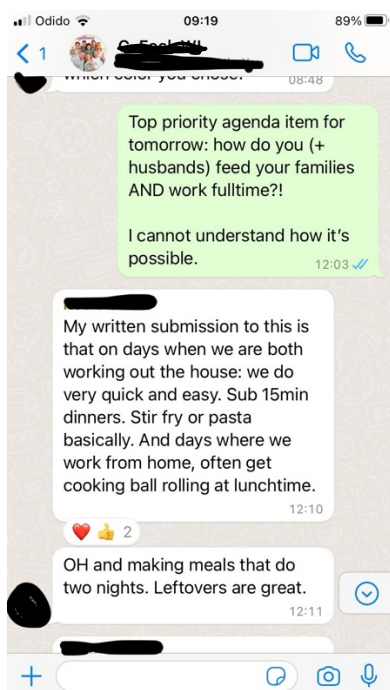 Odido
09:19
89%
1
08:48
Top priority agenda item for
tomorrow: how do you (+
husbands) feed your families
AND work fulltime?!
I cannot understand how it's
possible.
12:03
My written submission to this is
that on days when we are both
working out the house: we do
very quick and easy. Sub 15min
dinners. Stir fry or pasta
basically. And days where we
work from home, often get
cooking ball rolling at lunchtime.
12:10
2
OH and making meals that do
two nights. Leftovers are great.
12:11